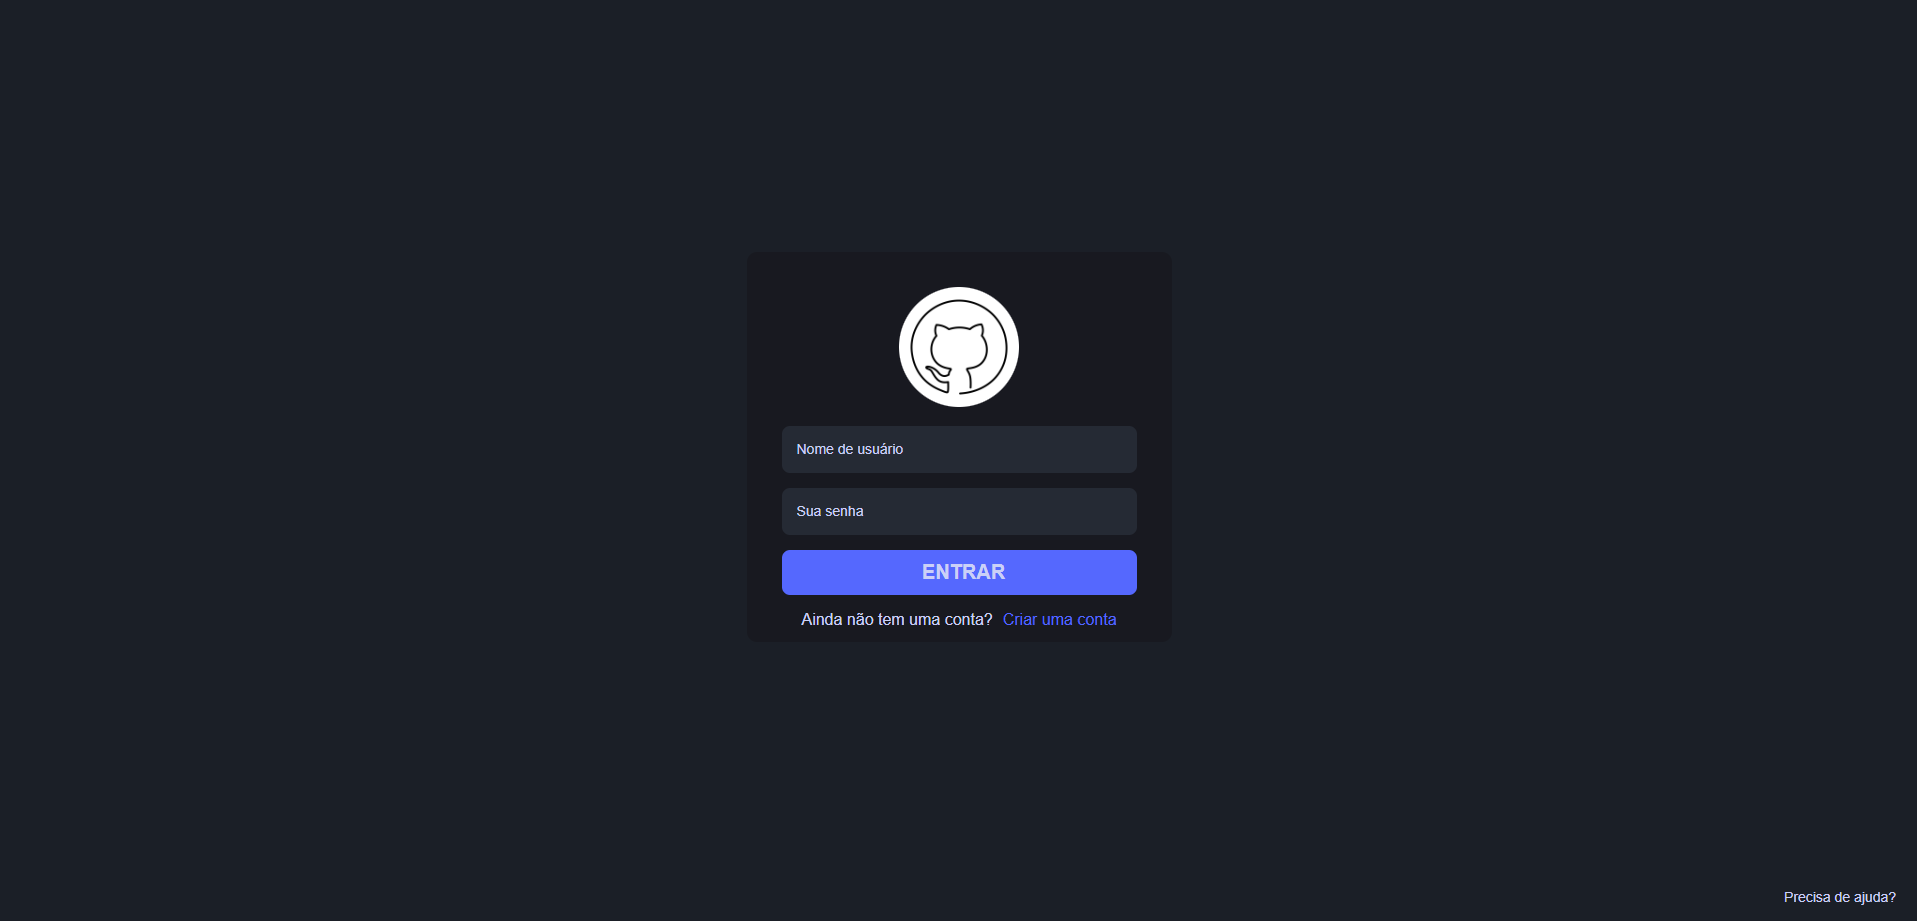 Nome de usuário
Sua senha
ENTRAR
Ainda não tem uma conta? Criar uma conta
Precisa de ajuda?